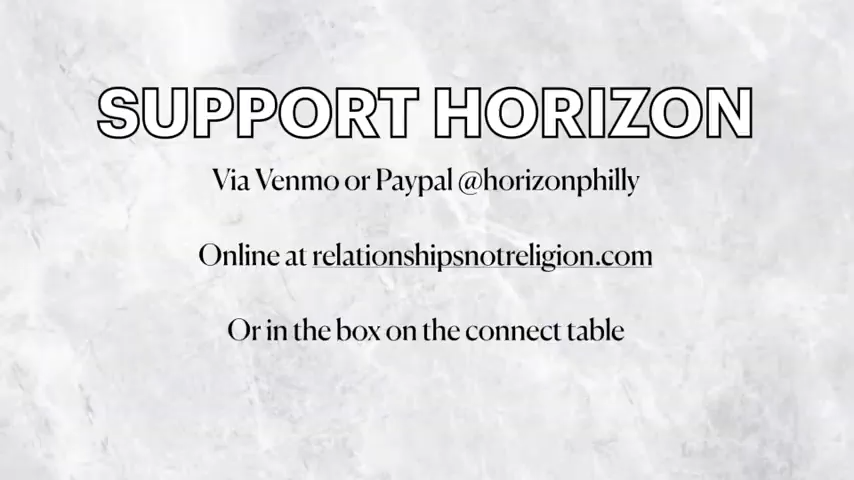 SUPPORT HORIZON
Via Venmo or Paypal @horizonphilly
Online at relationshipsnotreligion.com
Or in the box on the connect table